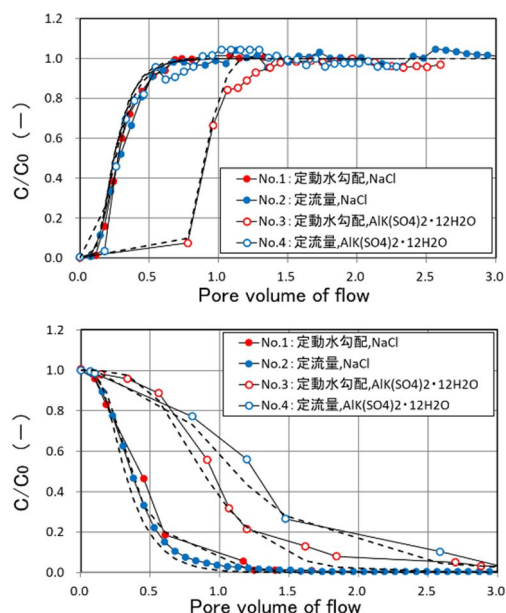 1.2
1.0
0.8
0.6
0.4
0.2
0.0
C/C0 (－)
No.1：定動水勾配,NaCl
No.2：定流量,NaCl
No.3：定動水勾配,AlK(SO4)2・12H2O
No.4：定流量,AlK(SO4)2・12H2O
0.0 0.5 1.0 1.5 2.0 2.5 3.0
Pore volume of flow
1.2
1.0
0.8
0.6
0.4
0.2
0.0
C/C0 (－)
No.1：定動水勾配,NaCl
No.2：定流量,NaCl
No.3：定動水勾配,AlK(SO4)2・12H2O
No.4：定流量,AlK(SO4)2・12H2O
0.0 0.5 1.0 1.5 2.0 2.5 3.0
Pore volume of flow